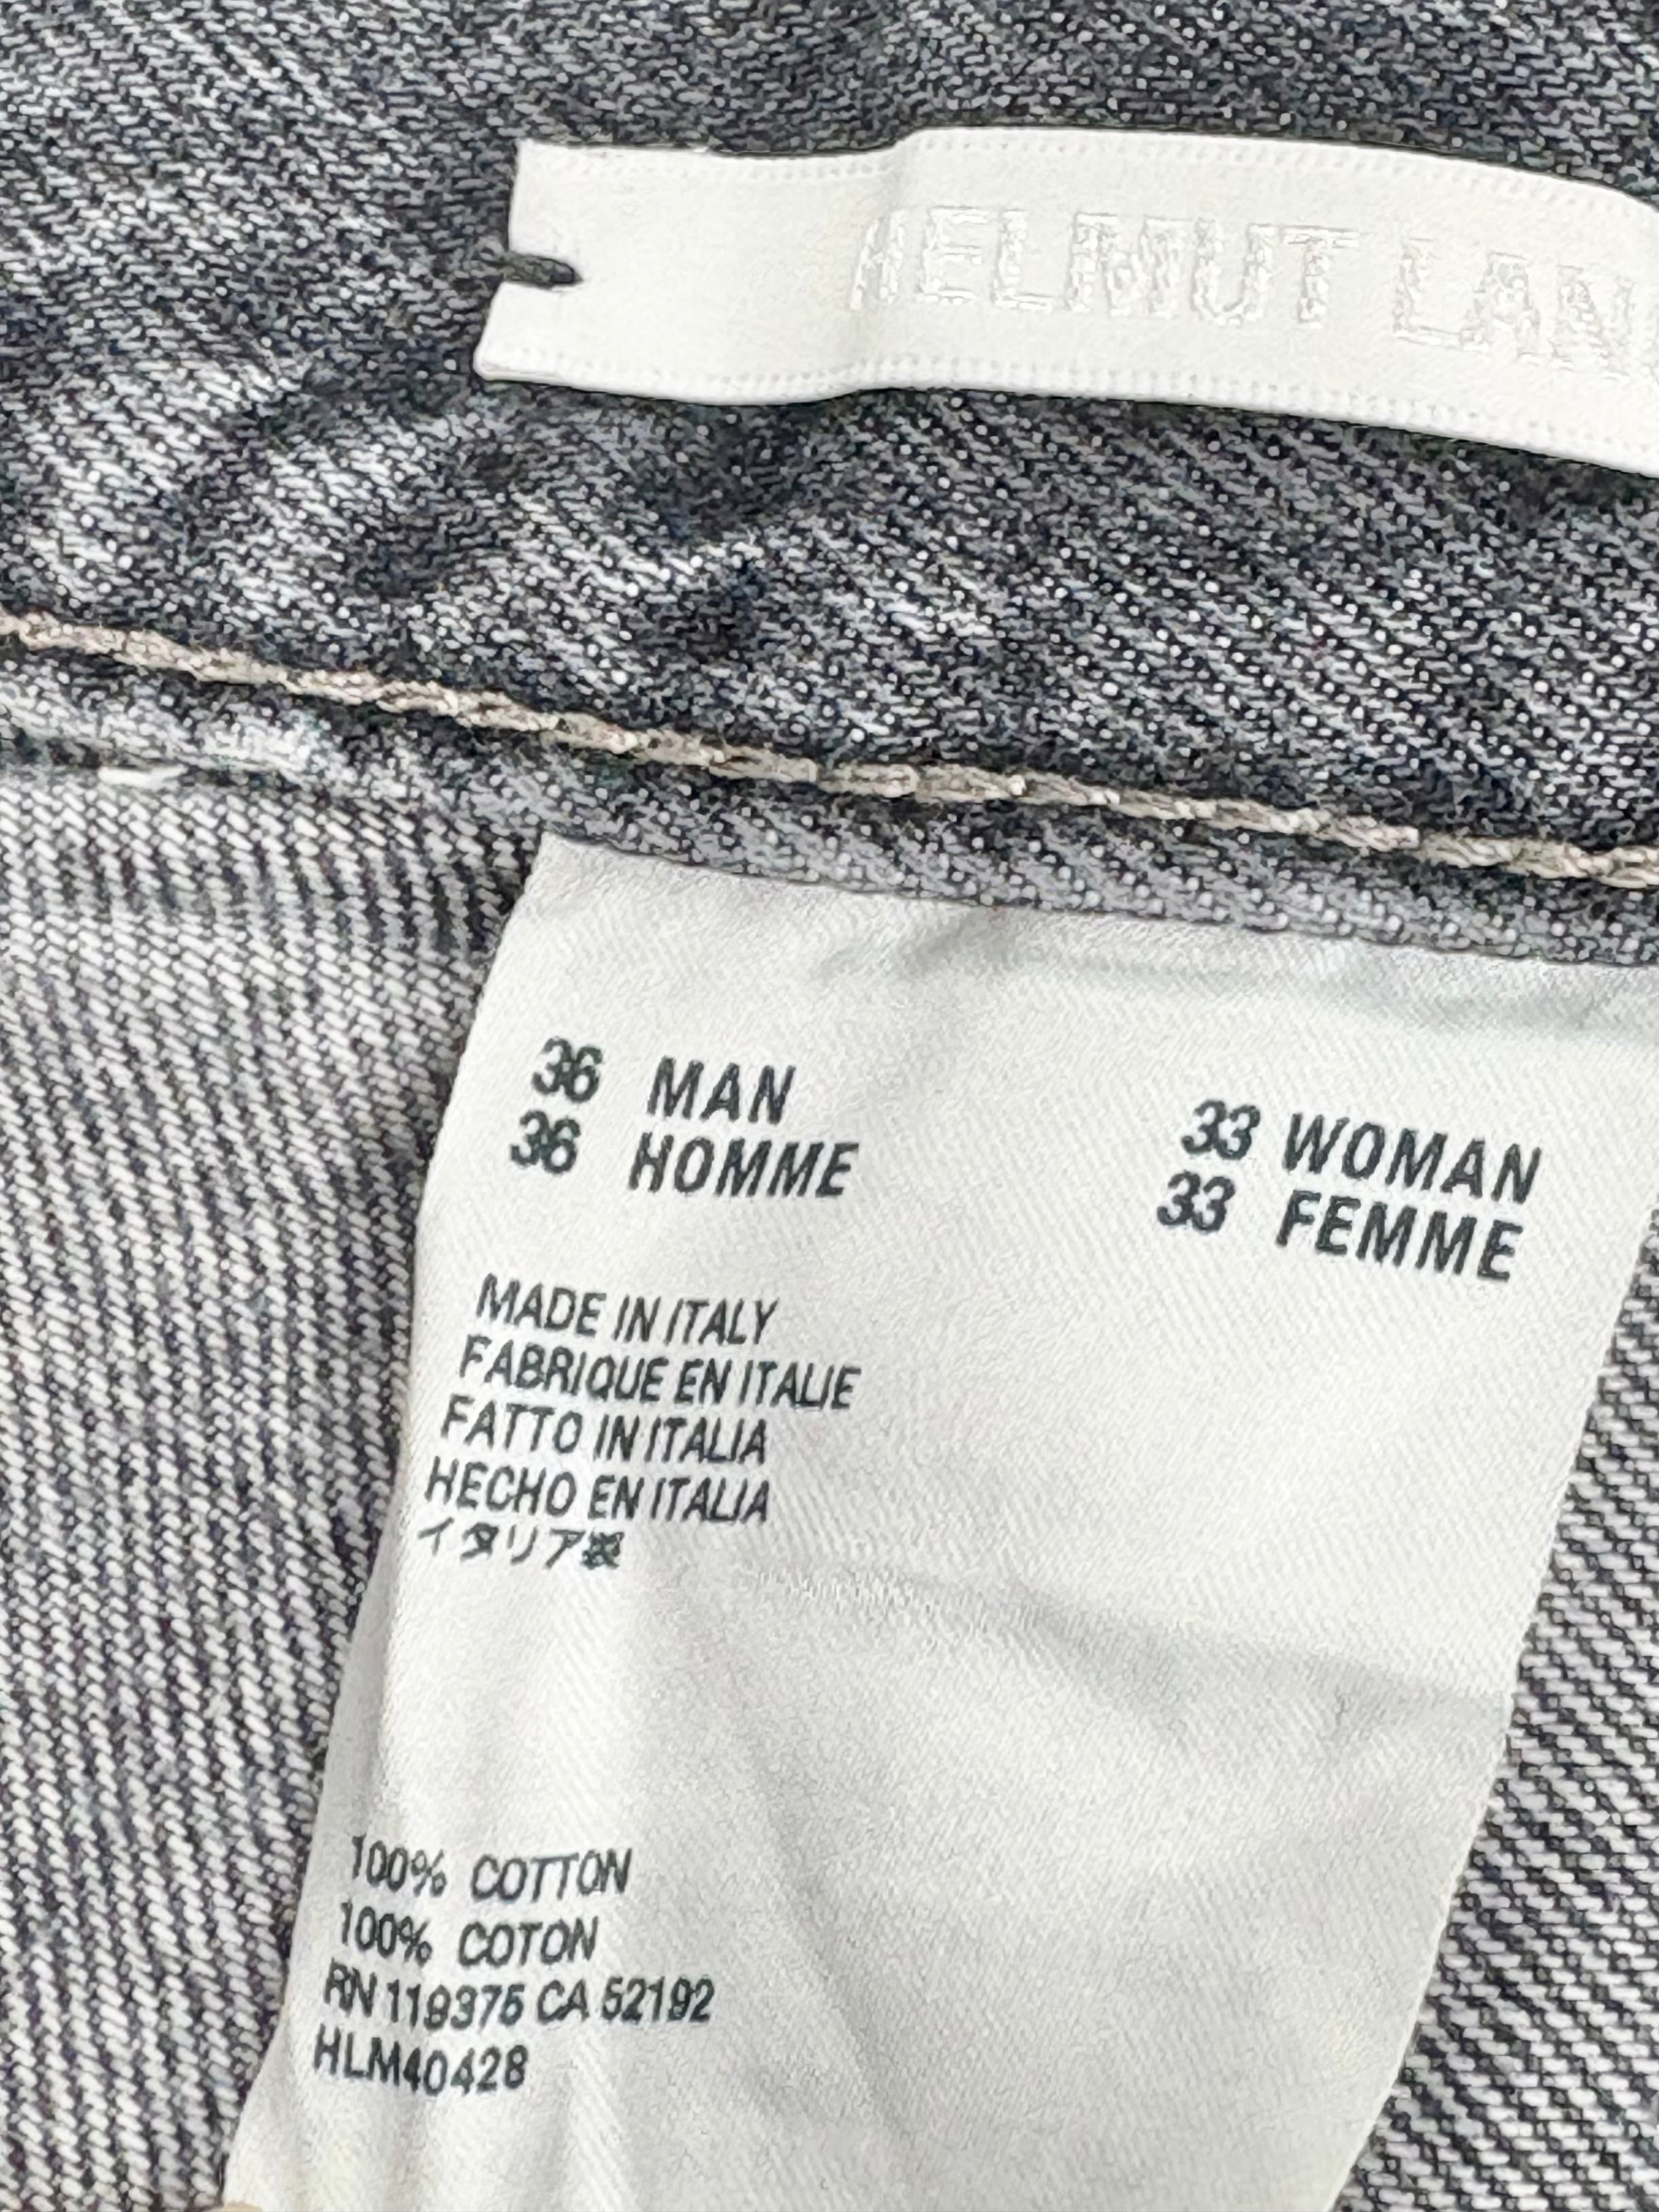 HELMUT LAN
36 MAN
36 HOMME
33 WOMAN
33 FEMME
MADE IN ITALY
FABRIQUE EN ITALIE
FATTO IN ITALIA
HECHO EN ITALIA
イタリア製
100% COTTON
100% COTON
RN 119375 CA 52192
HLM40428